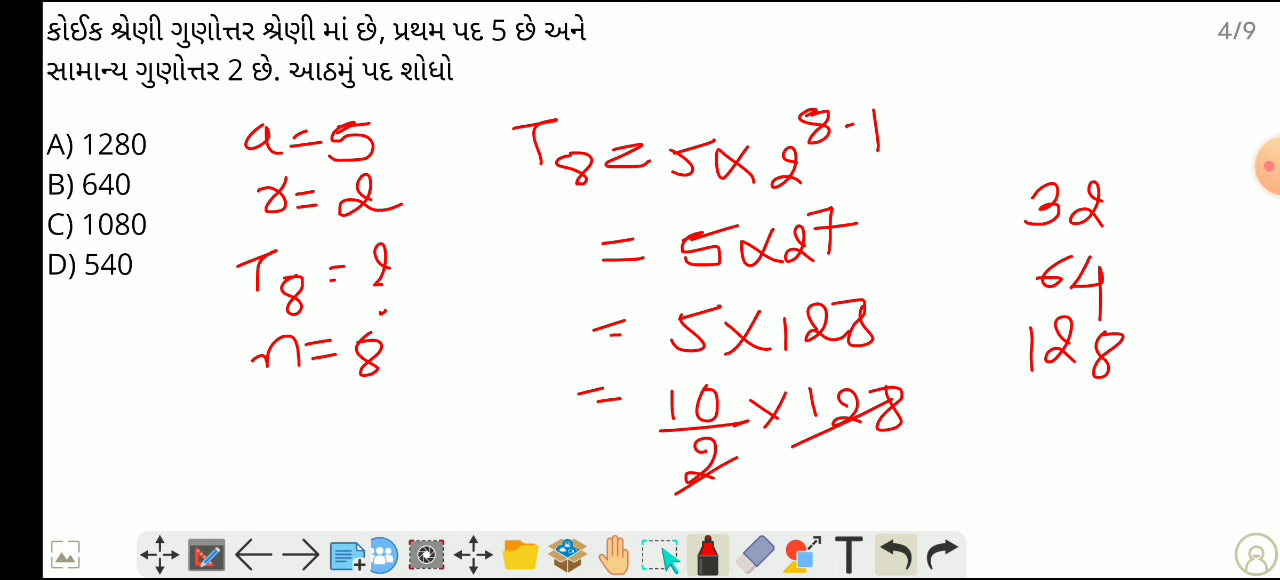 કોઈક શ્રેણી ગુણોત્તર શ્રેણી માં છે, પ્રથમ પદ 5 છે અને
સામાન્ય ગુણોત્તર 2 છે. આઠમું પદ શોધો
4/9
A) 1280
B) 640
C) 1080
D) 540
a=5
r=2
T8=?
n=8
T8=5×2^8-1
=5×2^7
=5×128
=10/2×128
32
64
128
T